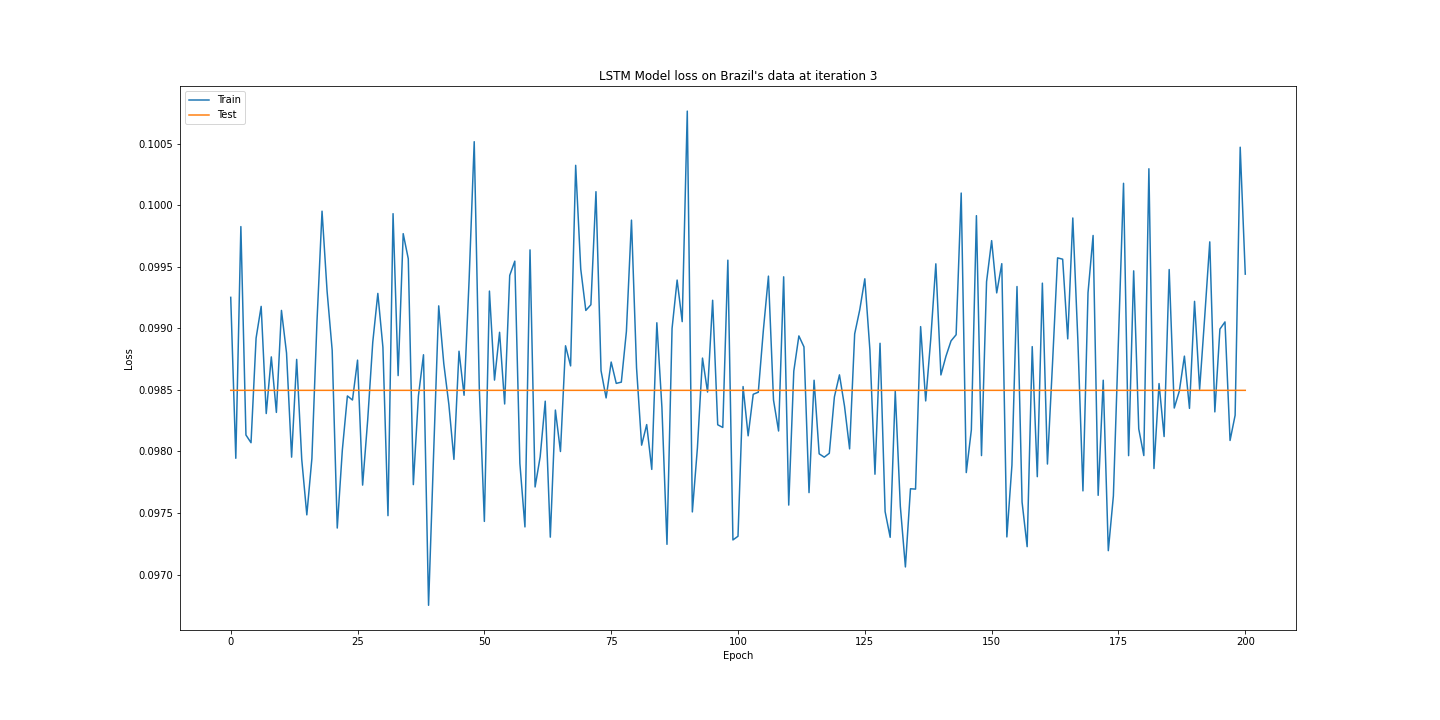 LSTM Model loss on Brazil's data at iteration 3
Train
Test
0.1005
0.1000
0.0995
0.0990
0.0985
0.0980
0.0975
0.0970
Loss
0 25 50 75 100 125 150 175 200
Epoch